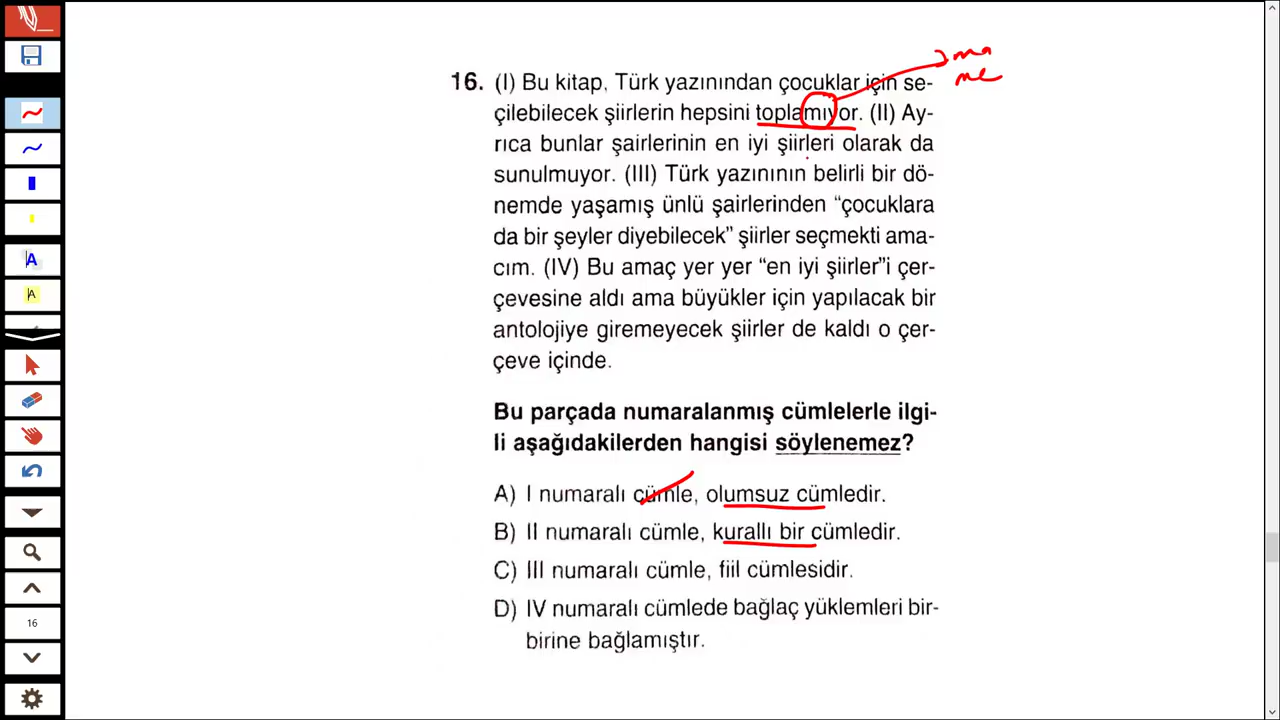 ma
me
16. (I) Bu kitap, Türk yazınından çocuklar için se-
çilebilecek şiirlerin hepsini toplamıyor. (II) Ay-
rıca bunlar şairlerinin en iyi şiirleri olarak da
sunulmuyor. (III) Türk yazınının belirli bir dö-
nemde yaşamış ünlü şairlerinden “çocuklara
da bir şeyler diyebilecek” şiirler seçmekti ama-
cım. (IV) Bu amaç yer yer “en iyi şiirler”i çer-
çevesine aldı ama büyükler için yapılacak bir
antolojiye giremeyecek şiirler de kaldı o çer-
çeve içinde.
Bu parçada numaralanmış cümlelerle ilgi-
li aşağıdakilerden hangisi söylenemez?
A) I numaralı cümle, olumsuz cümledir.
B) II numaralı cümle, kurallı bir cümledir.
C) III numaralı cümle, fiil cümlesidir.
D) IV numaralı cümlede bağlaç yüklemleri bir-
birine bağlamıştır.
A
A
16